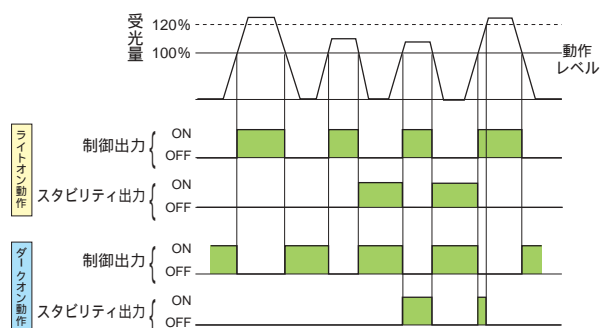 受光量
120%
100%
動作
レベル
ライトオン動作
制御出力
ON
OFF
スタビリティ出力
ON
OFF
ダークオン動作
制御出力
ON
OFF
スタビリティ出力
ON
OFF